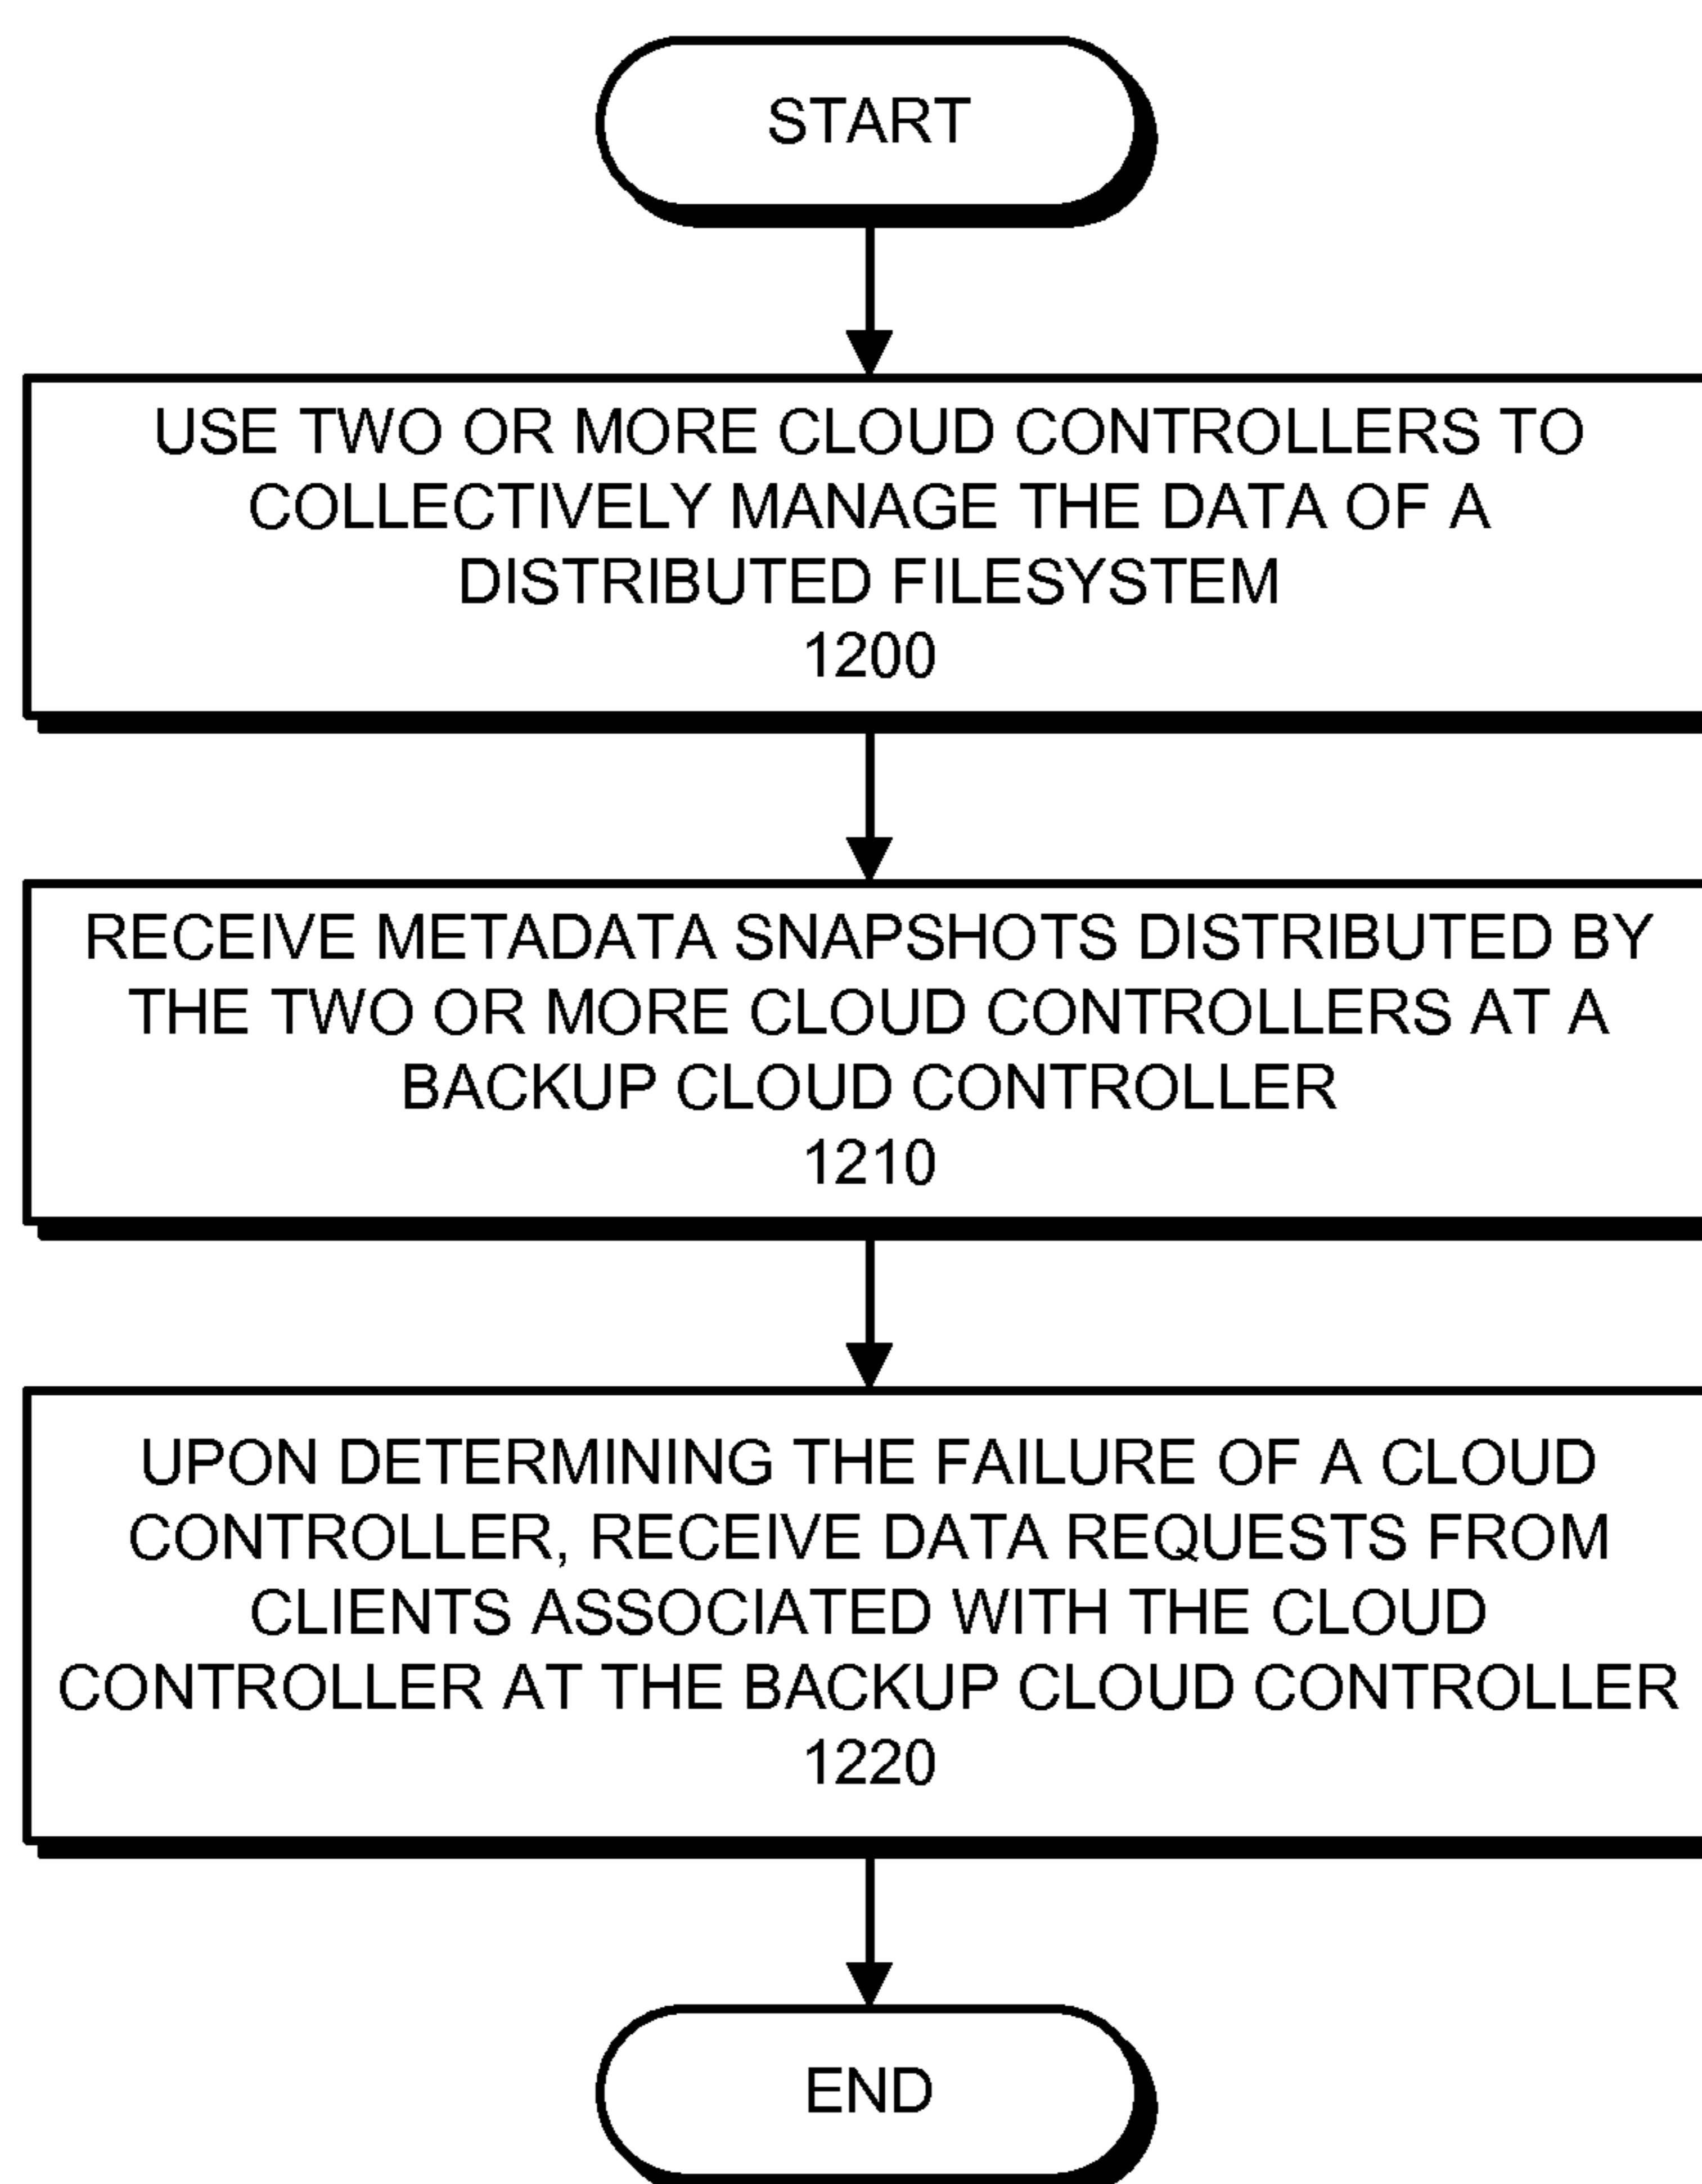 START
USE TWO OR MORE CLOUD CONTROLLERS TO
COLLECTIVELY MANAGE THE DATA OF A
DISTRIBUTED FILESYSTEM
1200
RECEIVE METADATA SNAPSHOTS DISTRIBUTED BY
THE TWO OR MORE CLOUD CONTROLLERS AT A
BACKUP CLOUD CONTROLLER
1210
UPON DETERMINING THE FAILURE OF A CLOUD
CONTROLLER, RECEIVE DATA REQUESTS FROM
CLIENTS ASSOCIATED WITH THE CLOUD
CONTROLLER AT THE BACKUP CLOUD CONTROLLER
1220
END